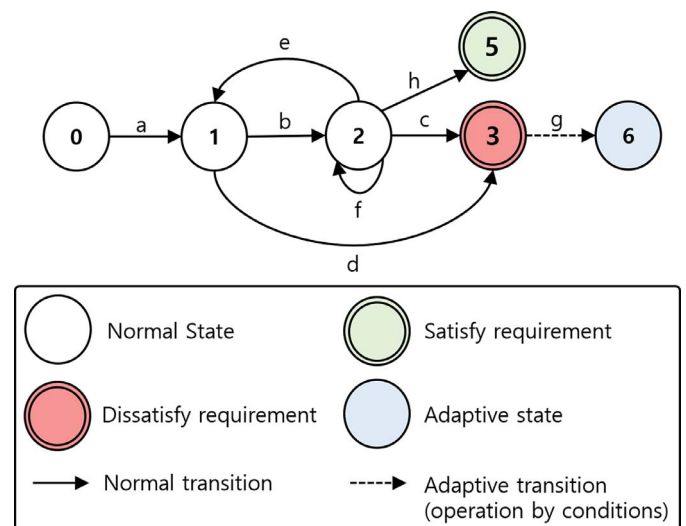 e
5
h
0
a
1
b
2
c
3
g
6
f
d
Normal State
Satisfy requirement
Dissatisfy requirement
Adaptive state
Normal transition
Adaptive transition
(operation by conditions)